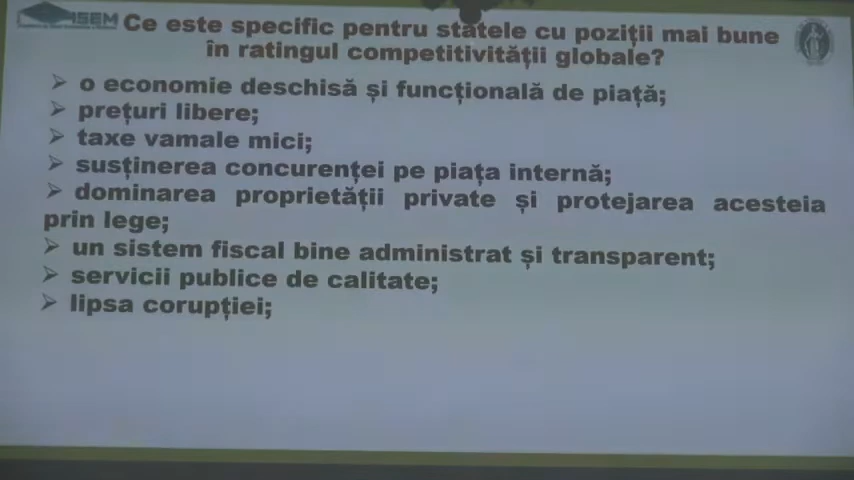 ASEM
Ce este specific pentru statele cu poziții mai bune
în ratingul competitivității globale?
➢ o economie deschisă și funcțională de piață;
➢ prețuri libere;
➢ taxe vamale mici;
➢ susținerea concurenței pe piața internă;
➢ dominarea proprietății private și protejarea acesteia
prin lege;
➢ un sistem fiscal bine administrat și transparent;
➢ servicii publice de calitate;
➢ lipsa corupției;